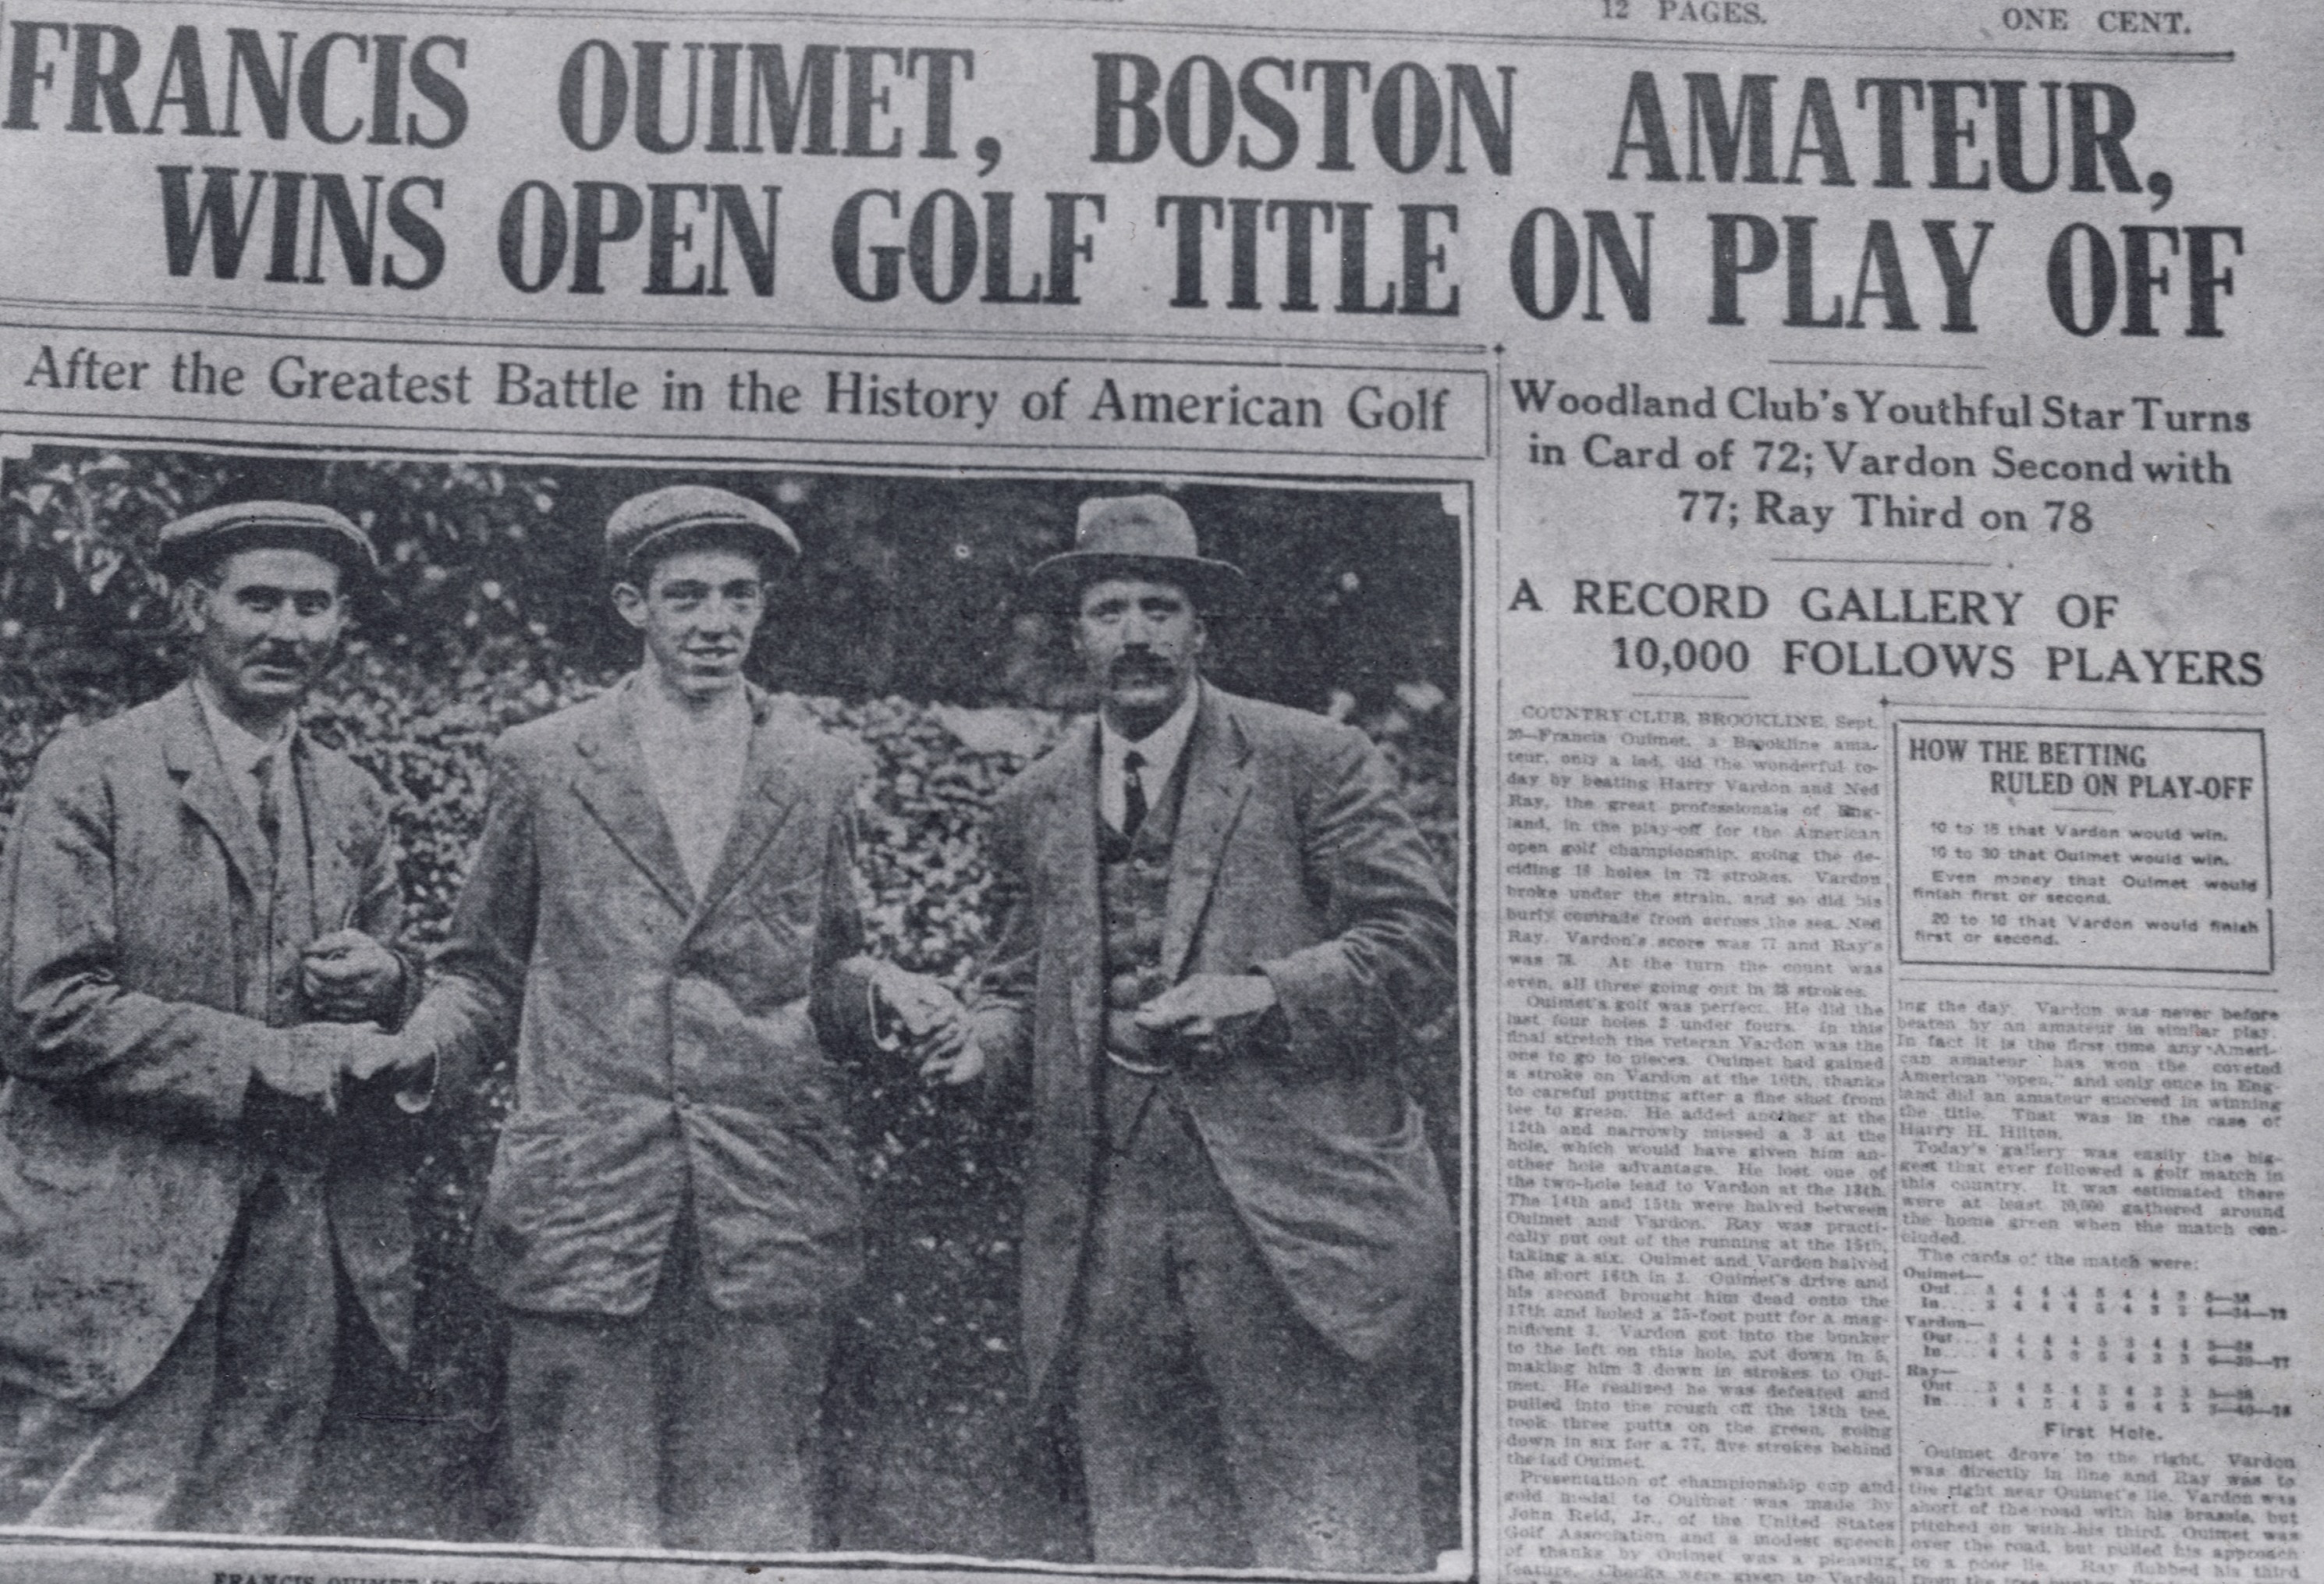 12 PAGES.
ONE CENT.
FRANCIS OUIMET, BOSTON AMATEUR,
WINS OPEN GOLF TITLE ON PLAY OFF
After the Greatest Battle in the History of American Golf
Woodland Club's Youthful Star Turns
in Card of 72; Vardon Second with
77; Ray Third on 78
A RECORD GALLERY OF
10,000 FOLLOWS PLAYERS
COUNTRY CLUB, BROOKLINE, Sept.
20—Francis Ouimet, a Brookline ama-
teur, only a lad, did the wonderful to-
day by beating Harry Vardon and Ned
Ray, the great professionals of Eng-
land, in the play-off for the American
open golf championship, going the de-
ciding 18 holes in 72 strokes. Vardon
broke under the strain, and so did his
burly comrade from across the sea, Ned
Ray. Vardon's score was 77 and Ray's
was 78. At the turn the count was
even, all three going out in 38 strokes.
Ouimet's golf was perfect. He did the
last four holes 2 under fours. In this
final stretch the veteran Vardon was the
one to go to pieces. Ouimet had gained
a stroke on Vardon at the 10th, thanks
to careful putting after a fine shot from
tee to green. He added another at the
12th and narrowly missed a 3 at the
hole, which would have given him an-
other hole advantage. He lost one of
the two-hole lead to Vardon at the 13th.
The 14th and 15th were halved between
Ouimet and Vardon. Ray was practi-
cally put out of the running at the 15th,
taking a six. Ouimet and Vardon halved
the short 16th in 3. Ouimet's drive and
his second brought him dead onto the
17th and holed a 25-foot putt for a mag-
nificent 3. Vardon got into the bunker
to the left on this hole, got down in 5,
making him 3 down in strokes to Oui-
met. He realized he was defeated and
pulled into the rough off the 18th tee,
took three putts on the green, going
down in six for a 77, five strokes behind
the lad Ouimet.
Presentation of championship cup and
gold medal to Ouimet was made by
John Reid, Jr., of the United States
Golf Association and a modest speech
of thanks by Ouimet was a pleasing
feature. Checks were given to Vardon
HOW THE BETTING
RULED ON PLAY-OFF
10 to 15 that Vardon would win.
10 to 30 that Ouimet would win.
Even money that Ouimet would
finish first or second.
20 to 10 that Vardon would finish
first or second.
ing the day. Vardon was never before
beaten by an amateur in similar play.
In fact it is the first time any Ameri-
can amateur has won the coveted
American "open," and only once in Eng-
land did an amateur succeed in winning
the title. That was in the case of
Harry H. Hilton.
Today's gallery was easily the big-
gest that ever followed a golf match in
this country. It was estimated there
were at least 10,000 gathered around
the home green when the match con-
cluded.
The cards of the match were:
Ouimet—
Out
In
Vardon—
Out
In
Ray—
Out
In
First Hole.
Ouimet drove to the right. Vardon
was directly in line and Ray was to
the right near Ouimet's lie. Vardon was
short of the road with his brassie, but
pitched on with his third. Ouimet was
over the road, but pulled his approach
to a poor lie. Ray flubbed his third
FRANCIS OUIMET IN